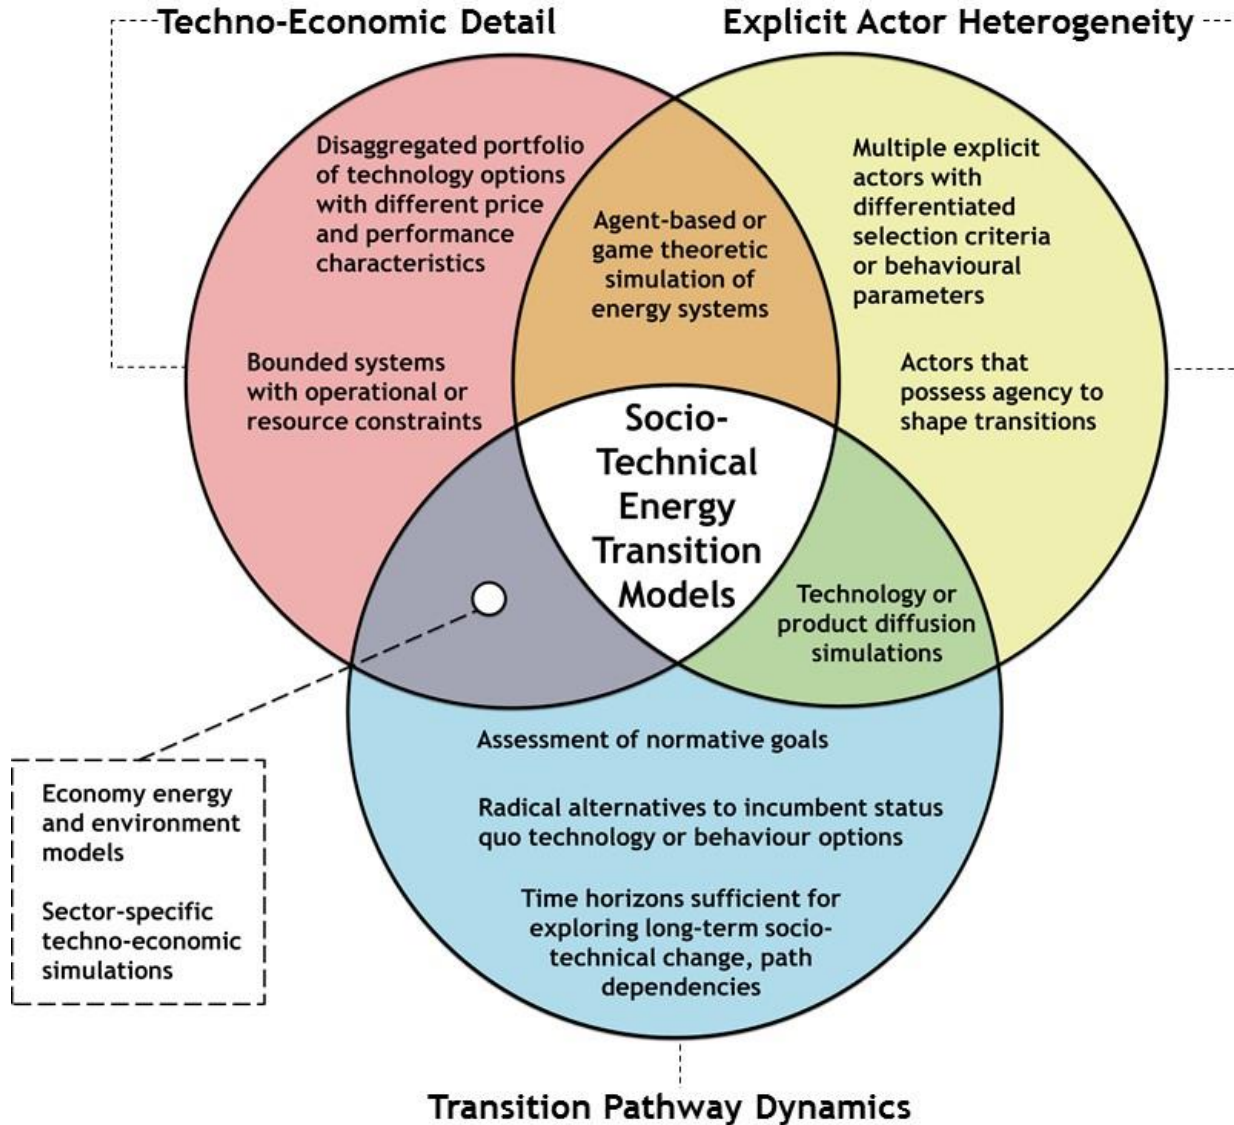 Techno-Economic Detail
Explicit Actor Heterogeneity
Disaggregated portfolio
of technology options
with different price
and performance
characteristics
Bounded systems
with operational or
resource constraints
Agent-based or
game theoretic
simulation of
energy systems
Multiple explicit
actors with
differentiated
selection criteria
or behavioural
parameters
Actors that
possess agency to
shape transitions
Socio-
Technical
Energy
Transition
Models
Technology or
product diffusion
simulations
Economy energy
and environment
models
Sector-specific
techno-economic
simulations
Assessment of normative goals
Radical alternatives to incumbent status
quo technology or behaviour options
Time horizons sufficient for
exploring long-term socio-
technical change, path
dependencies
Transition Pathway Dynamics